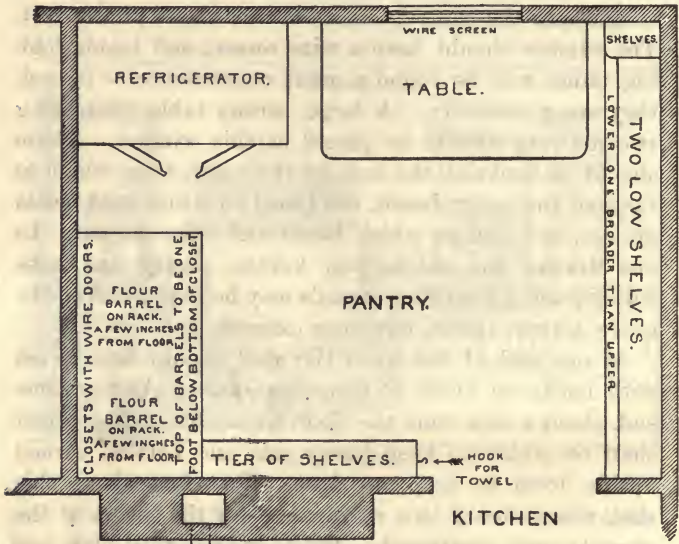 WIRE SCREEN
SHELVES.
REFRIGERATOR.
TABLE.
TWO LOW SHELVES.
LOWER ONE BROADER THAN UPPER
CLOSETS WITH WIRE DOORS.
FLOUR
BARREL
ON RACK.
A FEW INCHES
FROM FLOOR
TOP OF BARRELS TO BE ONE
FOOT BELOW BOTTOM OF CLOSET
PANTRY.
FLOUR
BARREL
ON RACK.
A FEW INCHES
FROM FLOOR
TIER OF SHELVES.
HOOK
FOR
TOWEL
KITCHEN